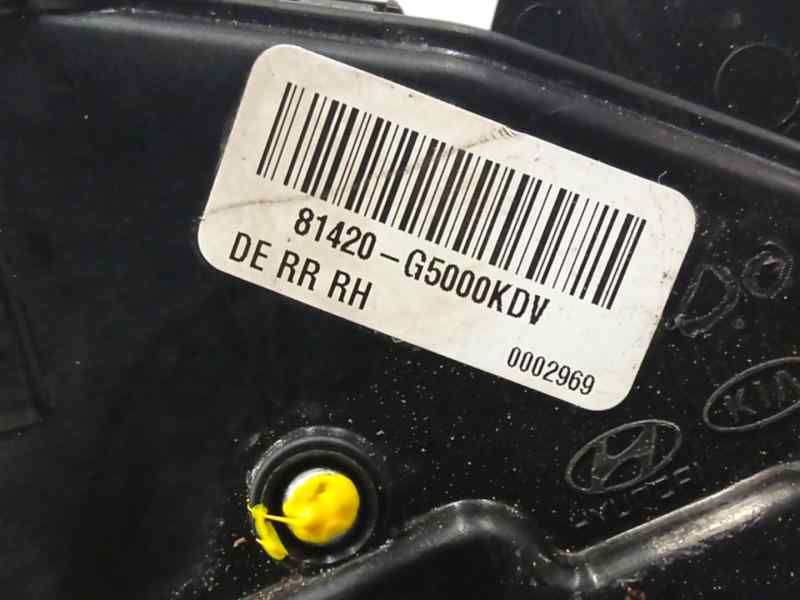 81420-G5000KDV
DE RR RH
0002969
KIA
HYUNDAI